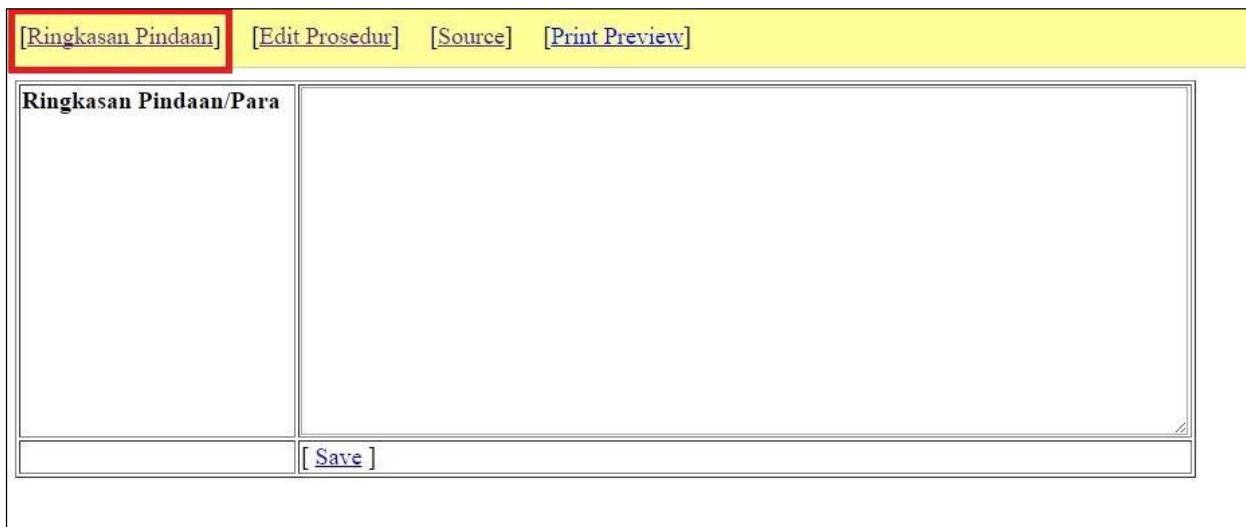 [Ringkasan Pindaan] [Edit Prosedur] [Source] [Print Preview]
Ringkasan Pindaan/Para
[ Save ]